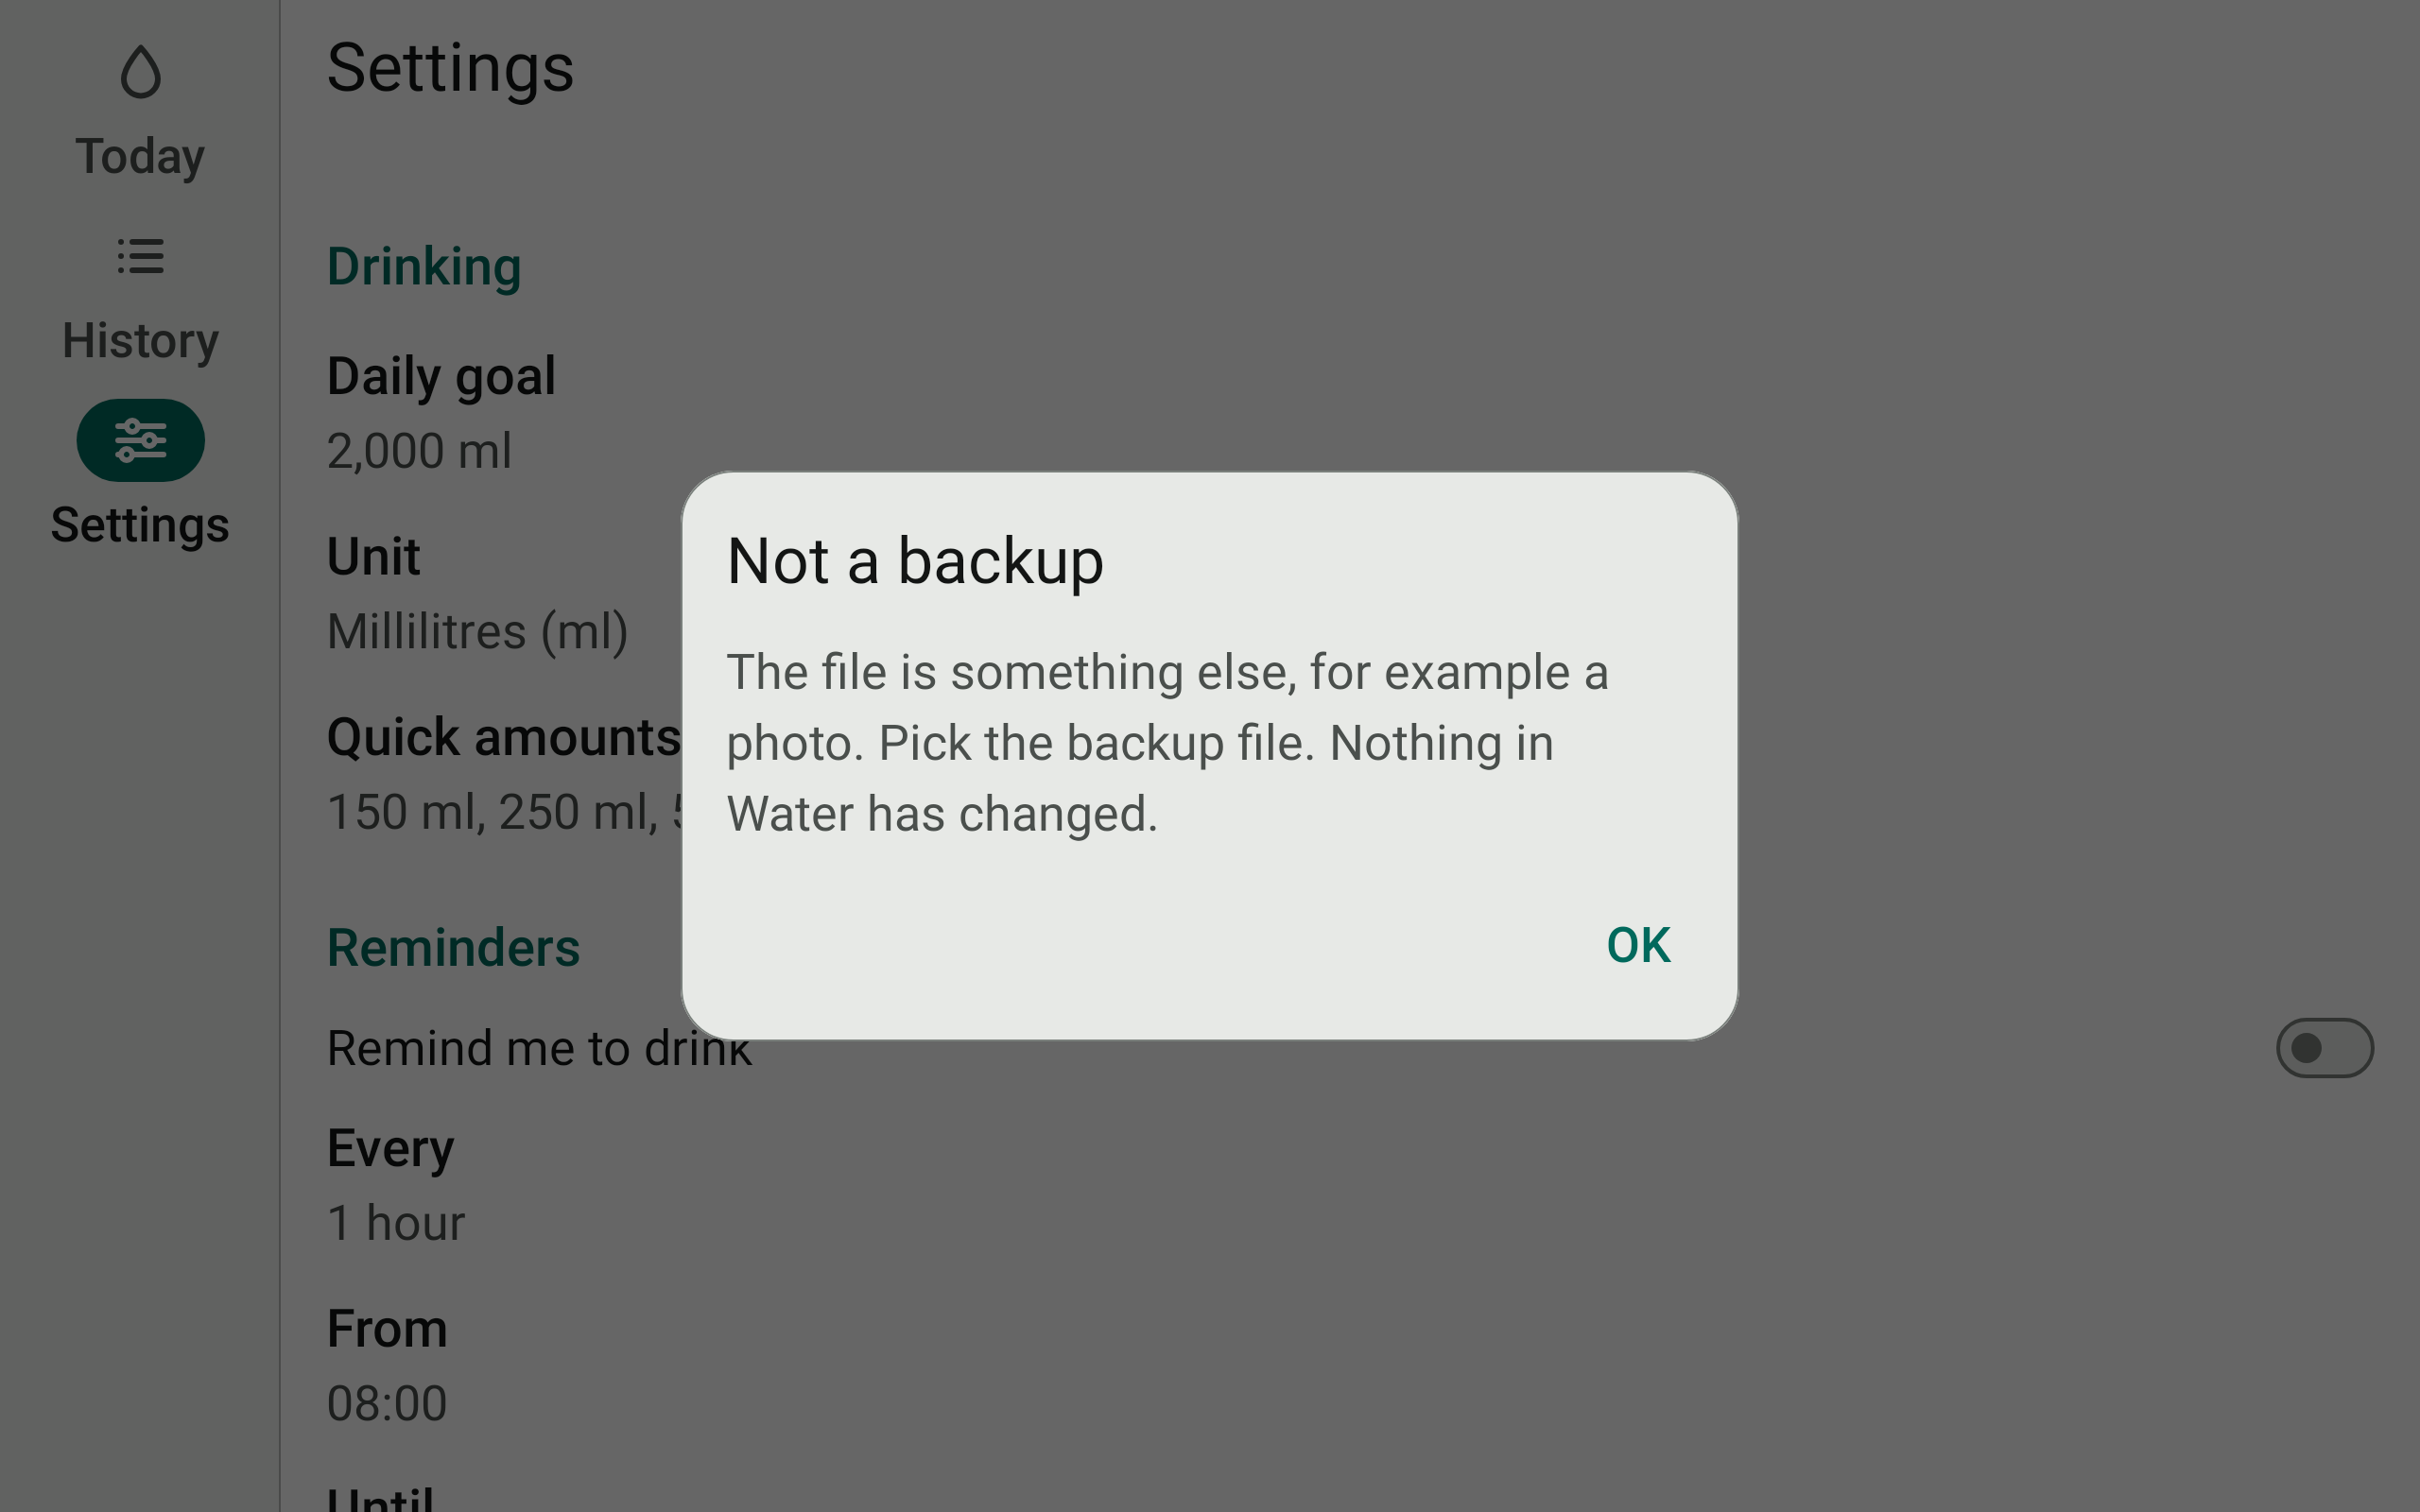 Settings
Today
History
Settings
Drinking
Daily goal
2,000 ml
Unit
Millilitres (ml)
Quick amounts
150 ml, 250 ml,
Reminders
Remind me to drink
Every
1 hour
From
08:00
Until
Not a backup
The file is something else, for example a
photo. Pick the backup file. Nothing in
Water has changed.
OK